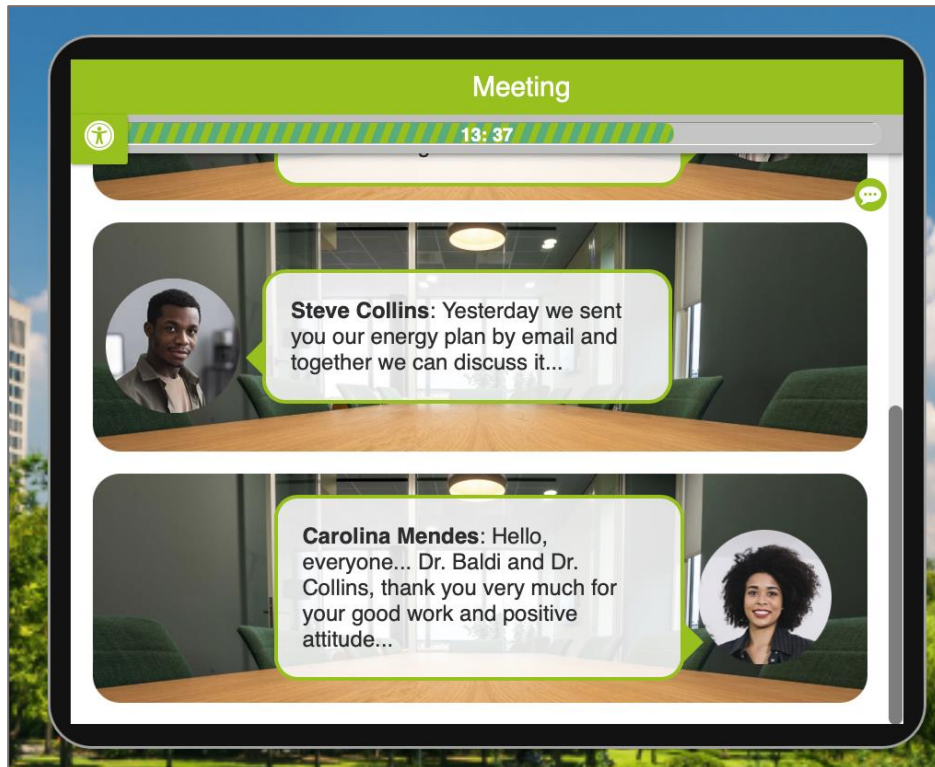 Meeting
13: 37
Steve Collins: Yesterday we sent
you our energy plan by email and
together we can discuss it...
Carolina Mendes: Hello,
everyone... Dr. Baldi and Dr.
Collins, thank you very much for
your good work and positive
attitude...